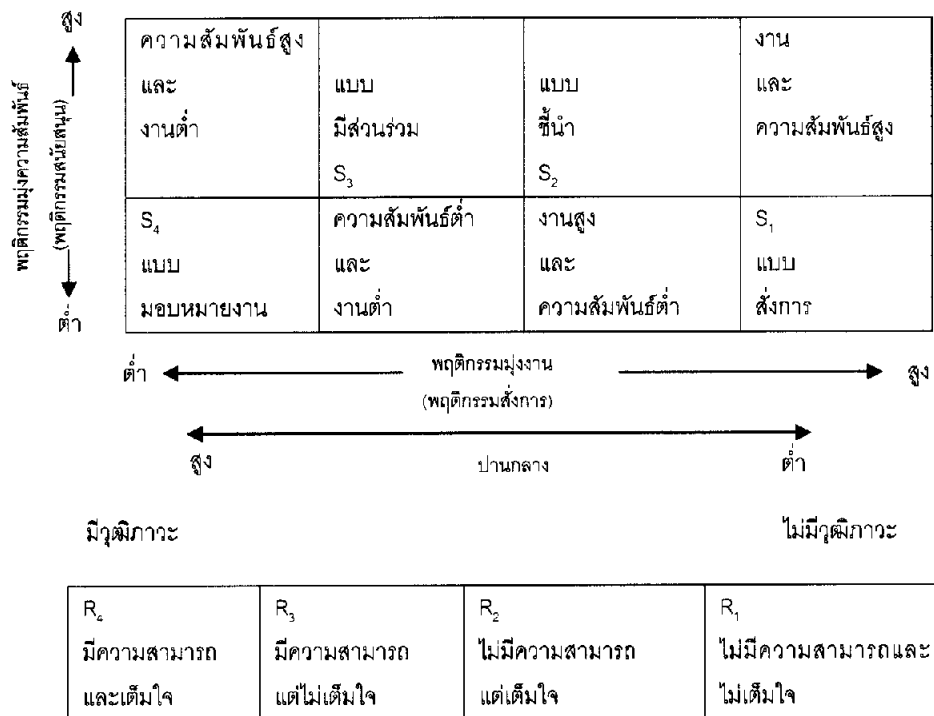 สูง
พฤติกรรมมุ่งความสัมพันธ์
(พฤติกรรมสนัยสนุน)
ต่ำ
ความสัมพันธ์สูง
และ
งานต่ำ
แบบ
มีส่วนร่วม
S₃
แบบ
ชี้นำ
S₂
งาน
และ
ความสัมพันธ์สูง
S₄
แบบ
มอบหมายงาน
ความสัมพันธ์ต่ำ
และ
งานต่ำ
งานสูง
และ
ความสัมพันธ์ต่ำ
S₁
แบบ
สั่งการ
ต่ำ พฤติกรรมมุ่งงาน สูง
(พฤติกรรมสั่งการ)
สูง ปานกลาง ต่ำ
มีวุฒิภาวะ ไม่มีวุฒิภาวะ
R₄
มีความสามารถ
และเต็มใจ
R₃
มีความสามารถ
แต่ไม่เต็มใจ
R₂
ไม่มีความสามารถ
แต่เต็มใจ
R₁
ไม่มีความสามารถและ
ไม่เต็มใจ